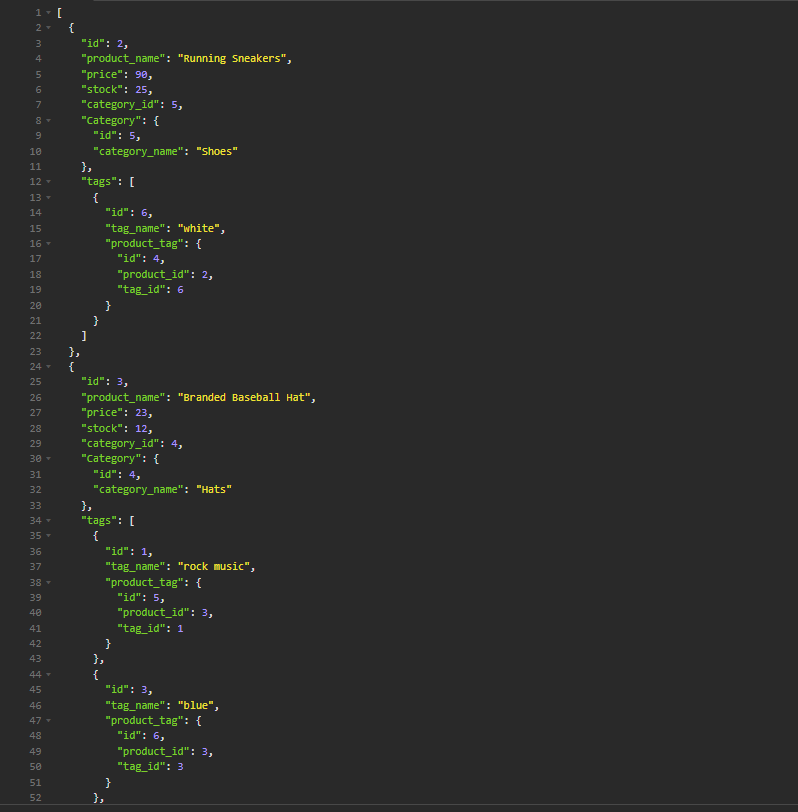 1 [
2 {
3 "id": 2,
4 "product_name": "Running Sneakers",
5 "price": 90,
6 "stock": 25,
7 "category_id": 5,
8 "Category": {
9 "id": 5,
10 "category_name": "Shoes"
11 },
12 "tags": [
13 {
14 "id": 6,
15 "tag_name": "white",
16 "product_tag": {
17 "id": 4,
18 "product_id": 2,
19 "tag_id": 6
20 }
21 }
22 ]
23 },
24 {
25 "id": 3,
26 "product_name": "Branded Baseball Hat",
27 "price": 23,
28 "stock": 12,
29 "category_id": 4,
30 "Category": {
31 "id": 4,
32 "category_name": "Hats"
33 },
34 "tags": [
35 {
36 "id": 1,
37 "tag_name": "rock music",
38 "product_tag": {
39 "id": 5,
40 "product_id": 3,
41 "tag_id": 1
42 }
43 },
44 {
45 "id": 3,
46 "tag_name": "blue",
47 "product_tag": {
48 "id": 6,
49 "product_id": 3,
50 "tag_id": 3
51 }
52 },